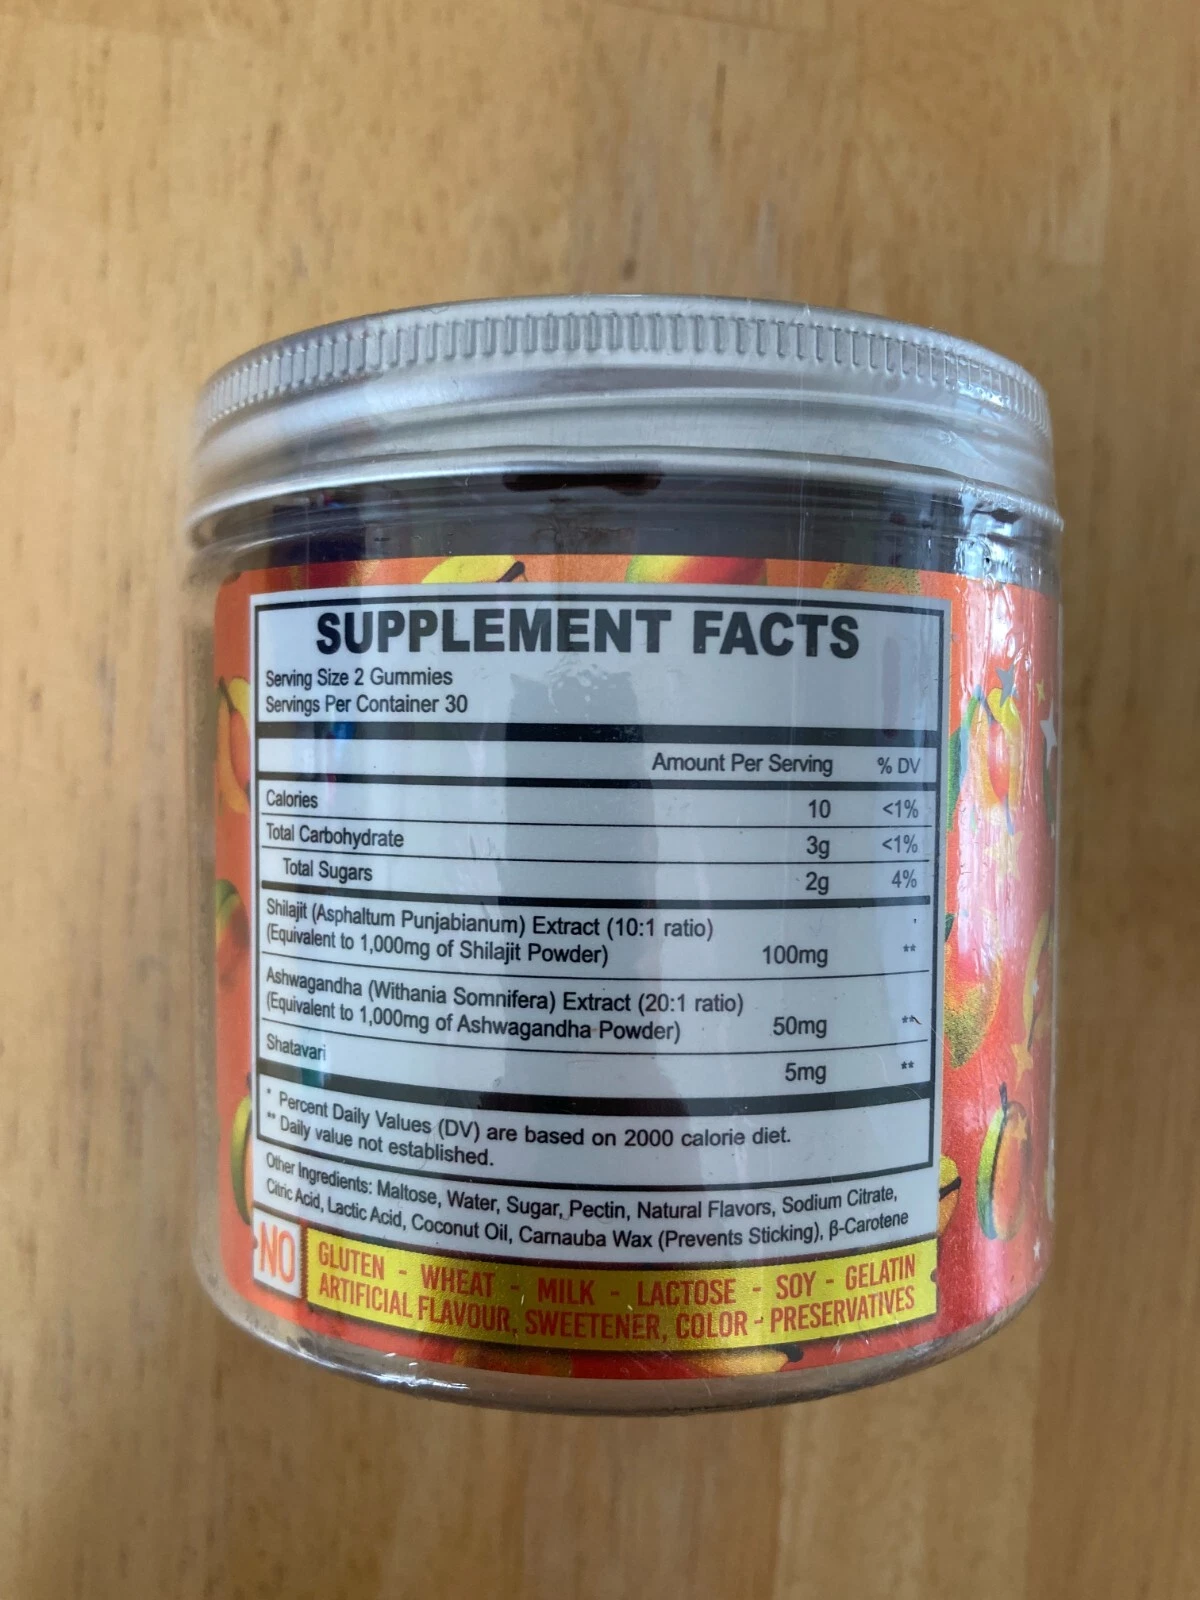 SUPPLEMENT FACTS
Serving Size 2 Gummies
Servings Per Container 30
Amount Per Serving % DV
Calories 10 <1%
Total Carbohydrate 3g <1%
Total Sugars 2g 4%
Shilajit (Asphaltum Punjabianum) Extract (10:1 ratio)
(Equivalent to 1,000mg of Shilajit Powder) 100mg **
Ashwagandha (Withania Somnifera) Extract (20:1 ratio)
(Equivalent to 1,000mg of Ashwagandha Powder) 50mg **
Shatavari 5mg **
* Percent Daily Values (DV) are based on 2000 calorie diet.
** Daily value not established.
Other Ingredients: Maltose, Water, Sugar, Pectin, Natural Flavors, Sodium Citrate,
Citric Acid, Lactic Acid, Coconut Oil, Carnauba Wax (Prevents Sticking), β-Carotene
NO
GLUTEN - WHEAT - MILK - LACTOSE - SOY - GELATIN
ARTIFICIAL FLAVOUR, SWEETENER, COLOR - PRESERVATIVES